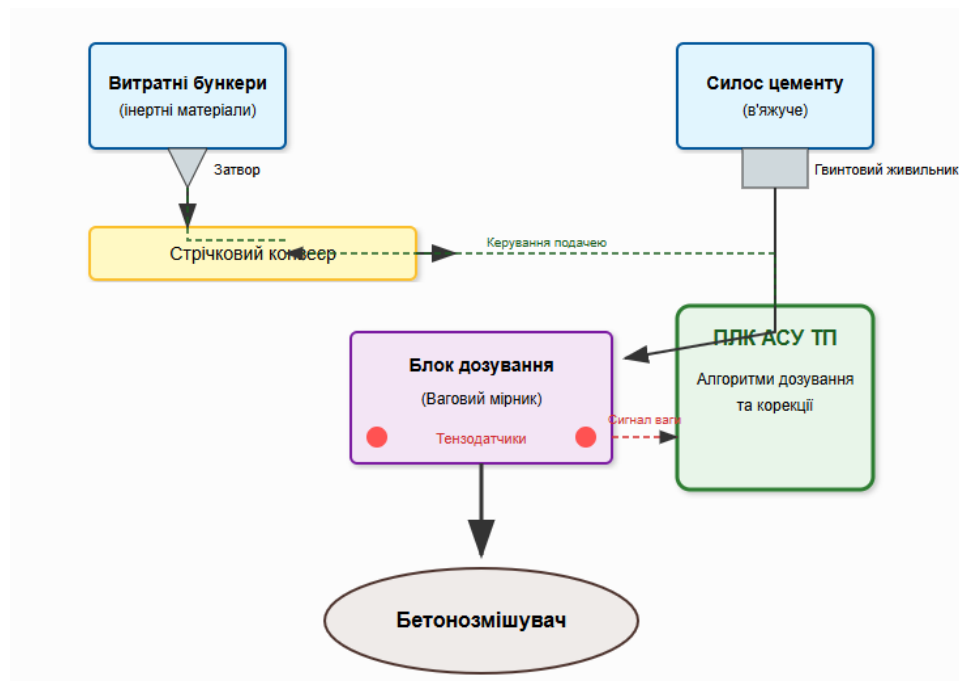 Витратні бункери
(інертні матеріали)
Силос цементу
(в'яжуче)
Затвор
Гвинтовий живильник
Керування подачею
Стрічковий конвеєр
ПЛК АСУ ТП
Алгоритми дозування
та корекції
Блок дозування
(Ваговий мірник)
Сигнал ваги
Тензодатчики
Бетонозмішувач